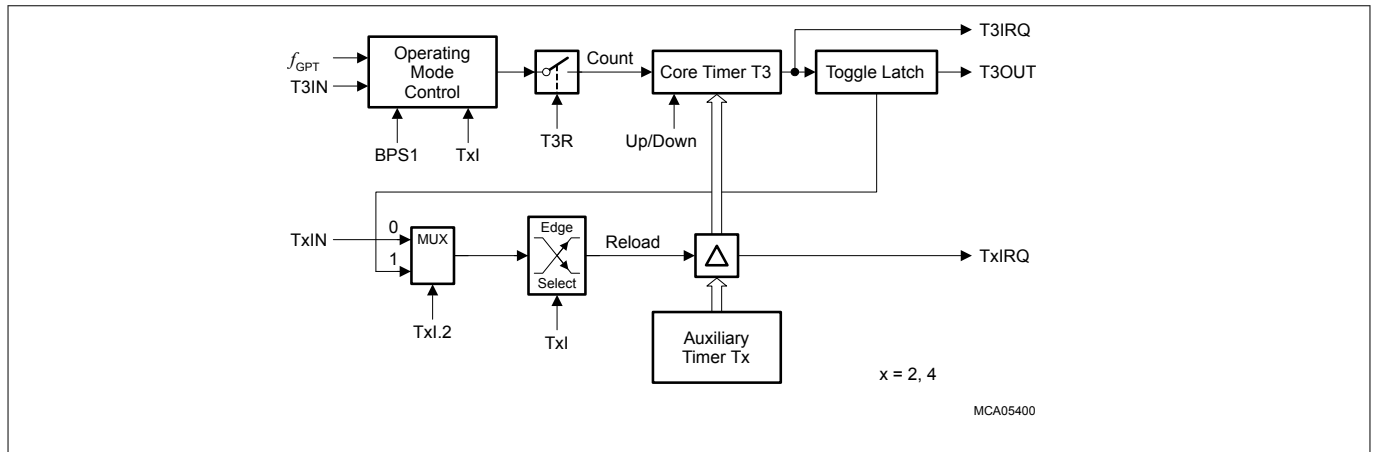 T3IRQ
f GPT
T3IN
Operating
Mode
Control
Count
Core Timer T3
Toggle Latch
T3OUT
BPS1
TxI
T3R
Up/Down
TxIN
0
1
MUX
Edge
Select
Reload
Δ
TxIRQ
TxI.2
TxI
Auxiliary
Timer Tx
x = 2, 4
MCA05400